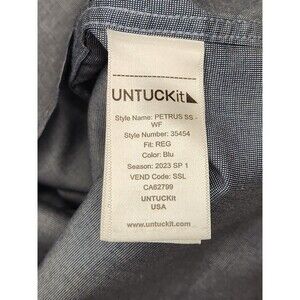 UNTUCKit
Style Name: PETRUS SS -
WF
Style Number: 35454
Fit: REG
Color: Blu
Season: 2023 SP 1
VEND Code: SSL
CA62799
UNTUCKit
USA
www.untuckit.com